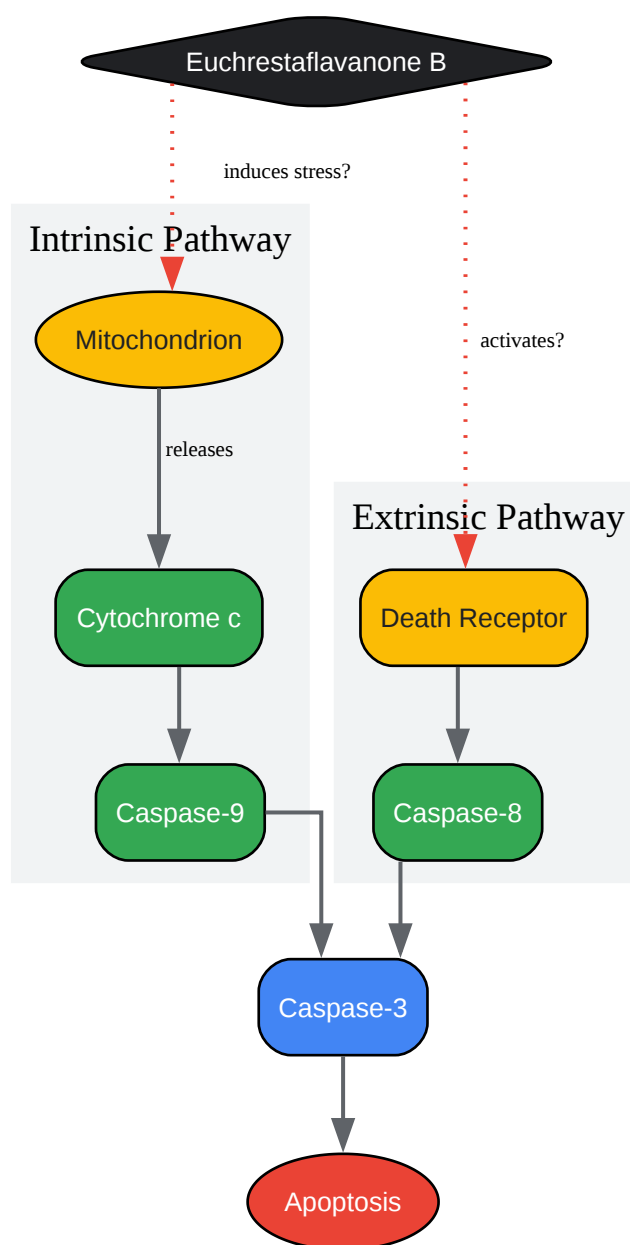 Euchrestaflavanone B
induces stress?
Intrinsic Pathway
Mitochondrion
activates?
releases
Extrinsic Pathway
Cytochrome c
Death Receptor
Caspase-9
Caspase-8
Caspase-3
Apoptosis